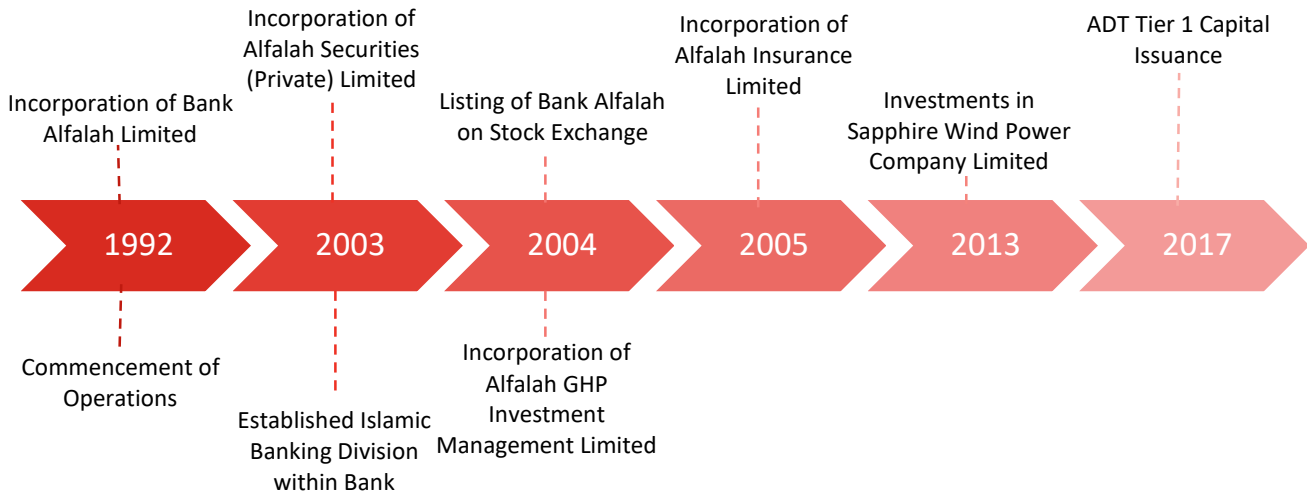 Incorporation of Bank
Alfalah Limited
Incorporation of
Alfalah Securities
(Private) Limited
Listing of Bank Alfalah
on Stock Exchange
Incorporation of
Alfalah Insurance
Limited
Investments in
Sapphire Wind Power
Company Limited
ADT Tier 1 Capital
Issuance
1992
2003
2004
2005
2013
2017
Commencement of
Operations
Established Islamic
Banking Division
within Bank
Incorporation of
Alfalah GHP
Investment
Management Limited